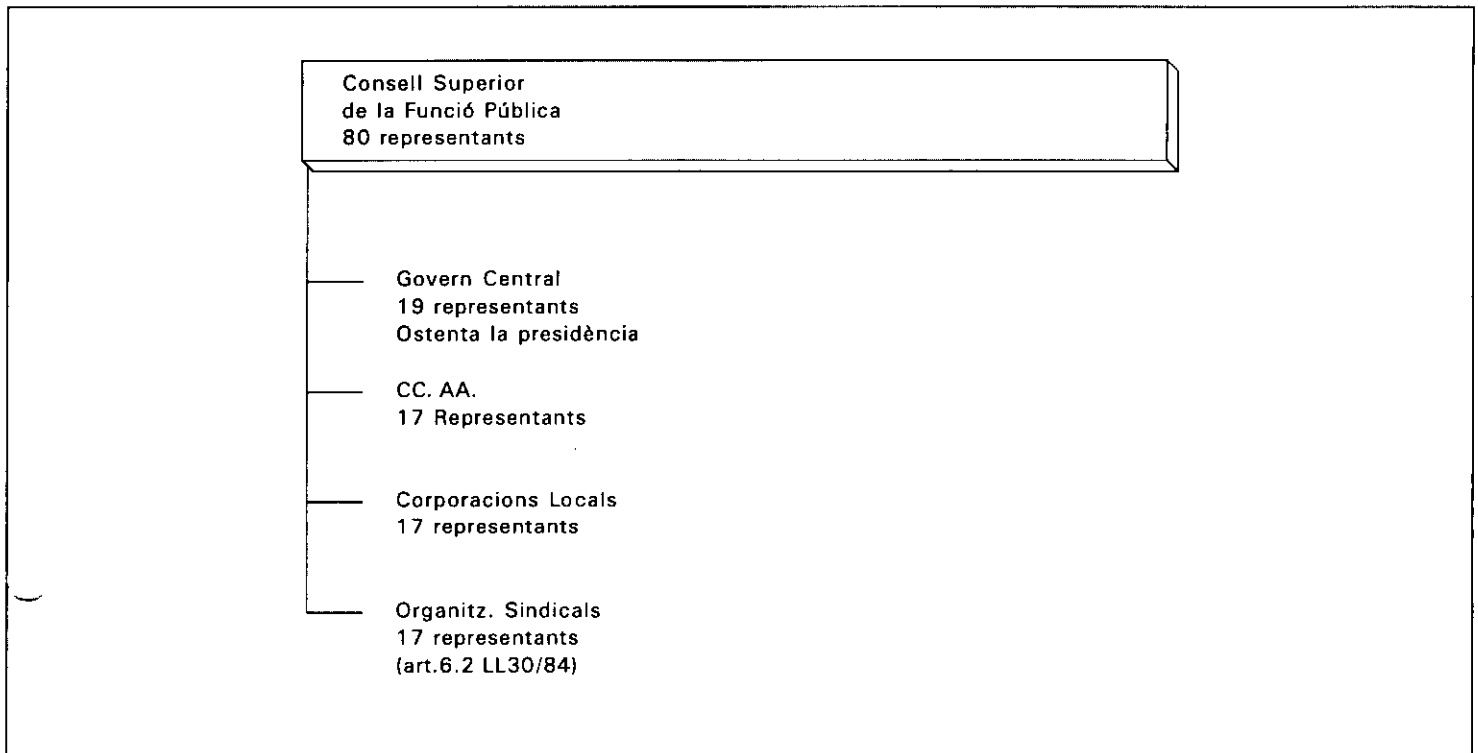 Consell Superior
de la Funció Pública
80 representants
Govern Central
19 representants
Ostenta la presidència
CC. AA.
17 Representants
Corporacions Locals
17 representants
Organitz. Sindicals
17 representants
(art.6.2 LL30/84)